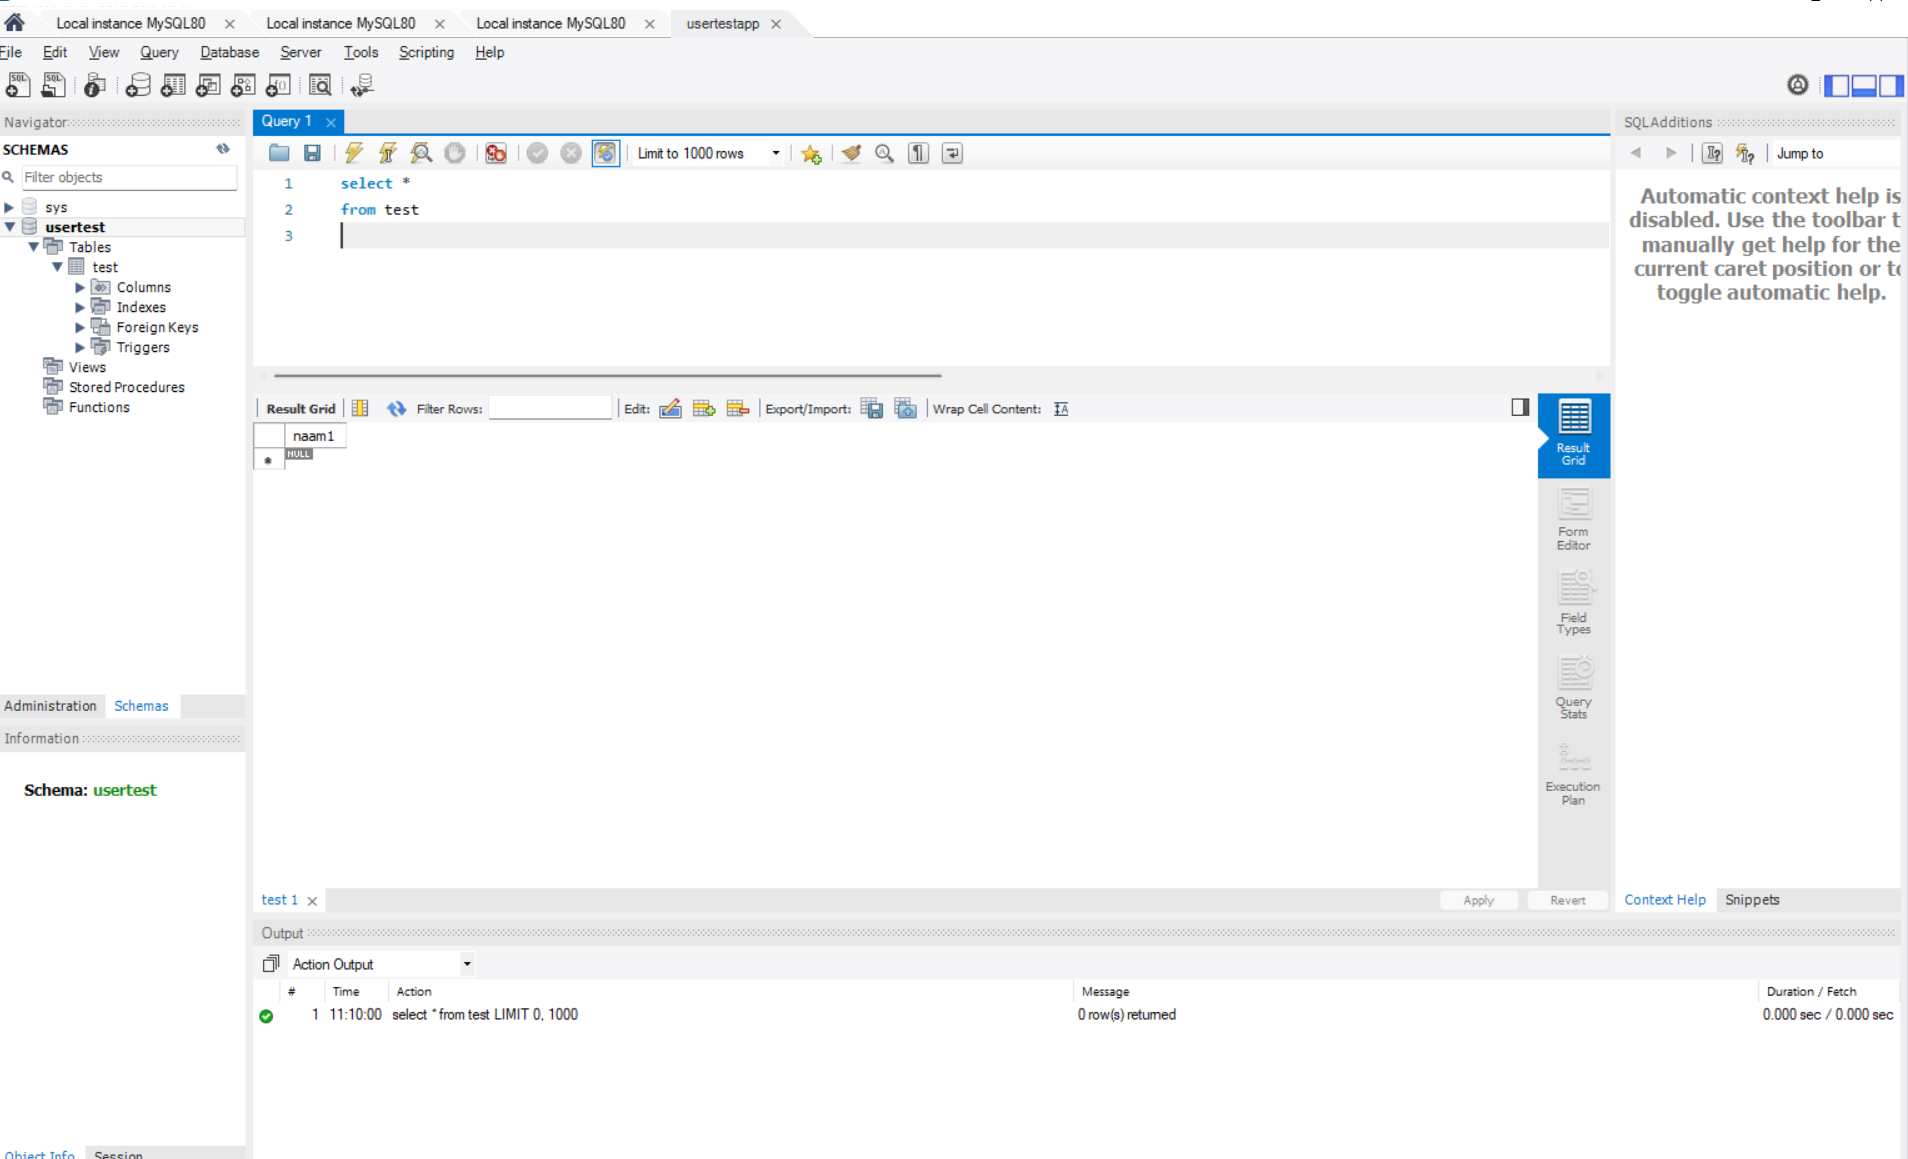 Local instance MySQL80 × Local instance MySQL80 × Local instance MySQL80 × usertestapp ×
File Edit View Query Database Server Tools Scripting Help
Navigator
SCHEMAS
Filter objects
sys
usertest
Tables
test
Columns
Indexes
Foreign Keys
Triggers
Views
Stored Procedures
Functions
Administration Schemas
Information
Schema: usertest
Object Info Session
Query 1 ×
Limit to 1000 rows
1 select *
2 from test
3
Result Grid Filter Rows: Edit: Export/Import: Wrap Cell Content:
naam1
NULL
Result
Grid
Form
Editor
Field
Types
Query
Stats
Execution
Plan
test 1 × Apply Revert
SQLAdditions
Jump to
Automatic context help is
disabled. Use the toolbar t
manually get help for the
current caret position or to
toggle automatic help.
Context Help Snippets
Output
Action Output
# Time Action Message Duration / Fetch
1 11:10:00 select * from test LIMIT 0, 1000 0 row(s) returned 0.000 sec / 0.000 sec